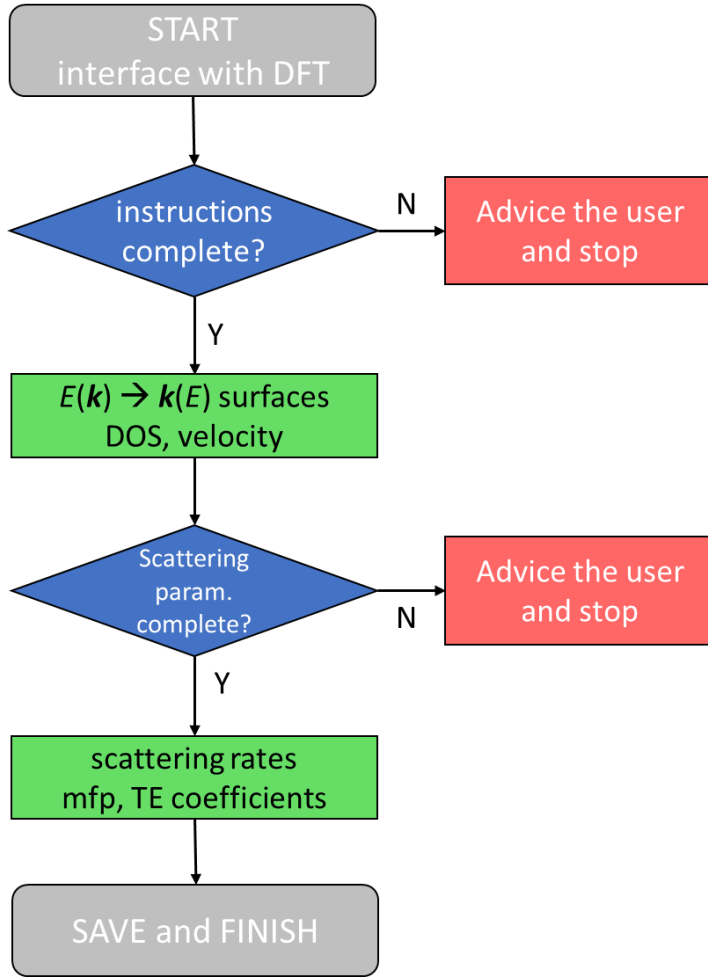 START
interface with DFT
instructions
complete?
N
Advice the user
and stop
Y
E(k) → k(E) surfaces
DOS, velocity
Scattering
param.
complete?
N
Advice the user
and stop
Y
scattering rates
mfp, TE coefficients
SAVE and FINISH